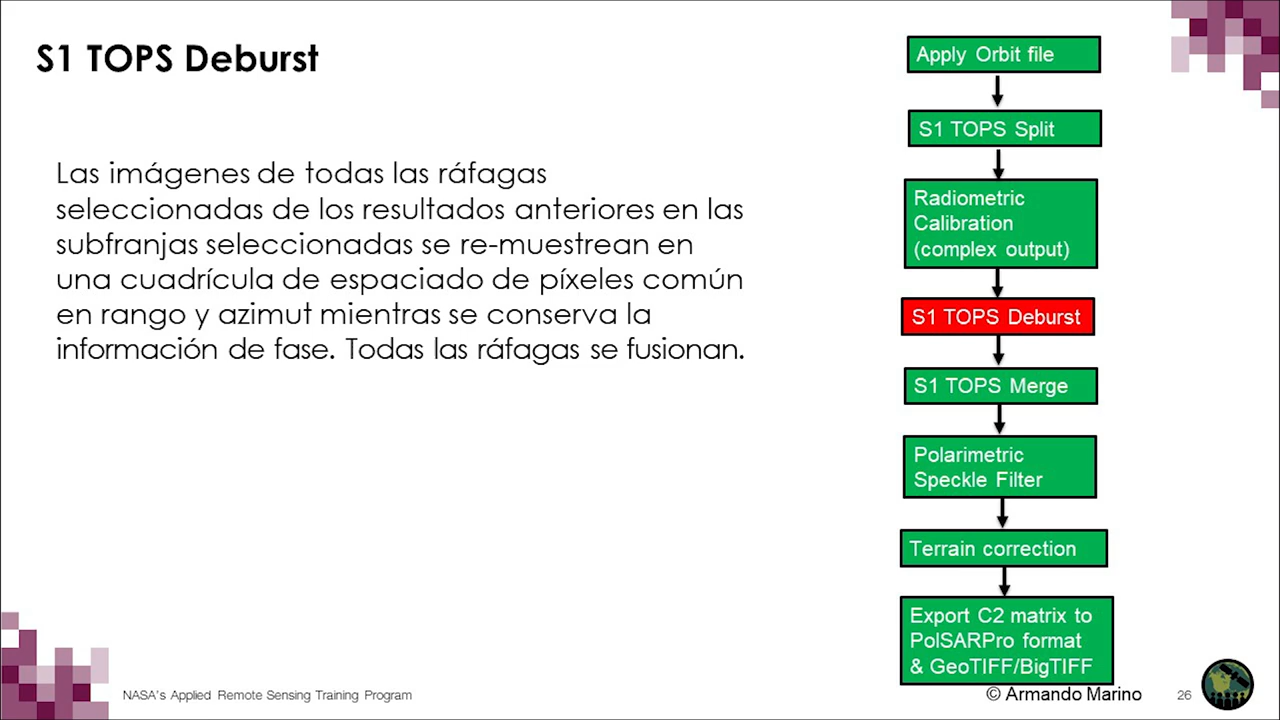 S1 TOPS Deburst
Las imágenes de todas las ráfagas
seleccionadas de los resultados anteriores en las
subfranjas seleccionadas se re-muestrean en
una cuadrícula de espaciado de píxeles común
en rango y azimut mientras se conserva la
información de fase. Todas las ráfagas se fusionan.
Apply Orbit file
S1 TOPS Split
Radiometric
Calibration
(complex output)
S1 TOPS Deburst
S1 TOPS Merge
Polarimetric
Speckle Filter
Terrain correction
Export C2 matrix to
PolSARPro format
& GeoTIFF/BigTIFF
NASA's Applied Remote Sensing Training Program
© Armando Marino
26